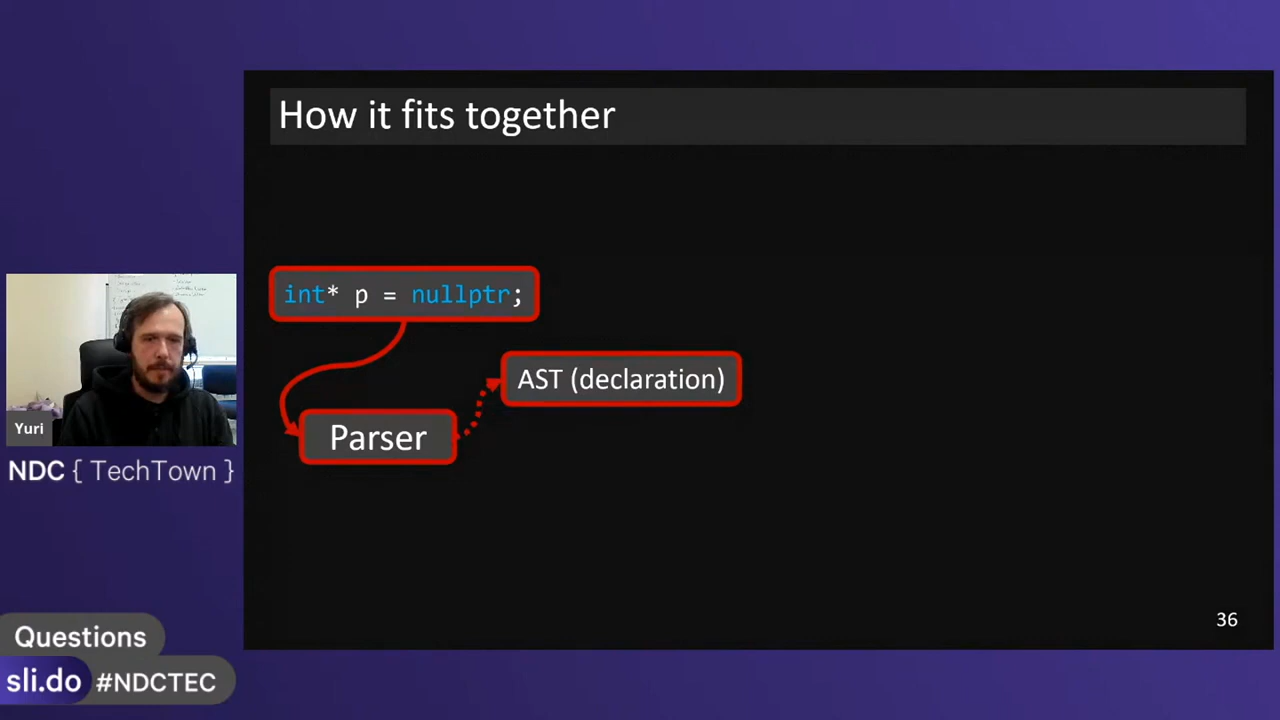 How it fits together
int* p = nullptr;
AST (declaration)
Parser
36
Yuri
NDC { TechTown }
Questions
sli.do #NDCTEC